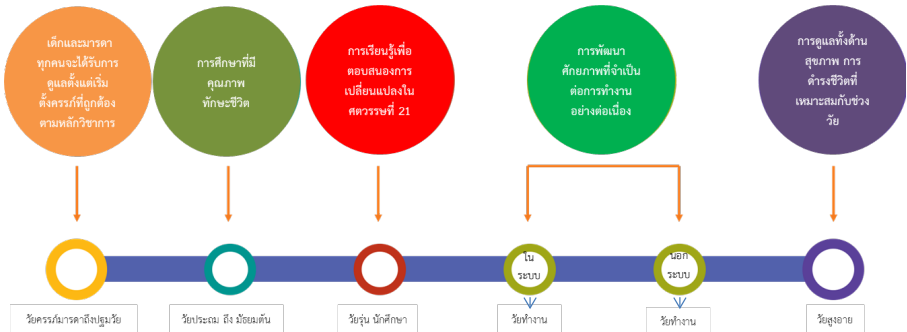 เด็กและมารดา
ทุกคนจะได้รับการ
ดูแลตั้งแต่เริ่ม
ตั้งครรภ์ที่ถูกต้อง
ตามหลักวิชาการ
การศึกษาที่มี
คุณภาพ
ทักษะชีวิต
การเรียนรู้เพื่อ
ตอบสนองการ
เปลี่ยนแปลงใน
ศตวรรษที่ 21
การพัฒนา
ศักยภาพที่จำเป็น
ต่อการทำงาน
อย่างต่อเนื่อง
การดูแลทั้งด้าน
สุขภาพ การ
ดำรงชีวิตที่
เหมาะสมกับช่วง
วัย
ใน
ระบบ
นอก
ระบบ
วัยครรภ์มารดาถึงปฐมวัย
วัยประถม ถึง มัธยมต้น
วัยรุ่น นักศึกษา
วัยทำงาน
วัยทำงาน
วัยสูงอายุ